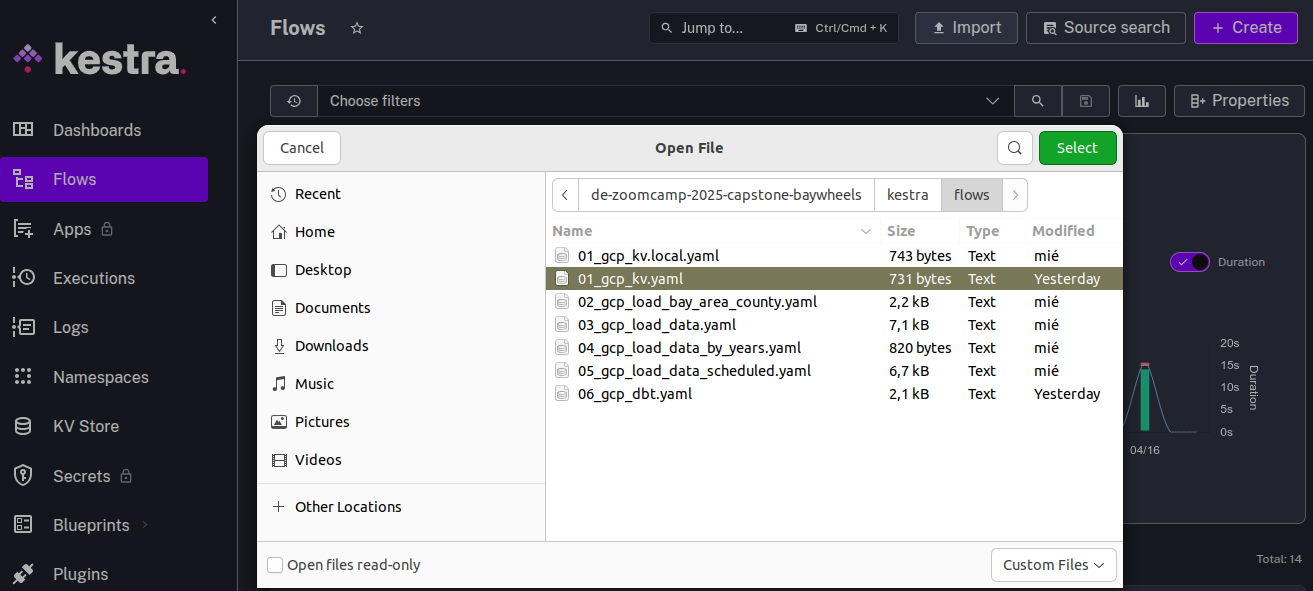 kestra.
Dashboards
Flows
Apps
Executions
Logs
Namespaces
KV Store
Secrets
Blueprints
Plugins
Flows
Jump to... Ctrl/Cmd + K
Import
Source search
+ Create
Choose filters
Properties
Cancel
Open File
Select
Recent
Home
Desktop
Documents
Downloads
Music
Pictures
Videos
+ Other Locations
de-zoomcamp-2025-capstone-baywheels kestra flows
Name Size Type Modified
01_gcp_kv.local.yaml 743 bytes Text mié
01_gcp_kv.yaml 731 bytes Text Yesterday
02_gcp_load_bay_area_county.yaml 2,2 kB Text mié
03_gcp_load_data.yaml 7,1 kB Text mié
04_gcp_load_data_by_years.yaml 820 bytes Text mié
05_gcp_load_data_scheduled.yaml 6,7 kB Text mié
06_gcp_dbt.yaml 2,1 kB Text Yesterday
Open files read-only
Custom Files
Duration
20s
15s
10s
5s
0s
Duration
04/16
Total: 14